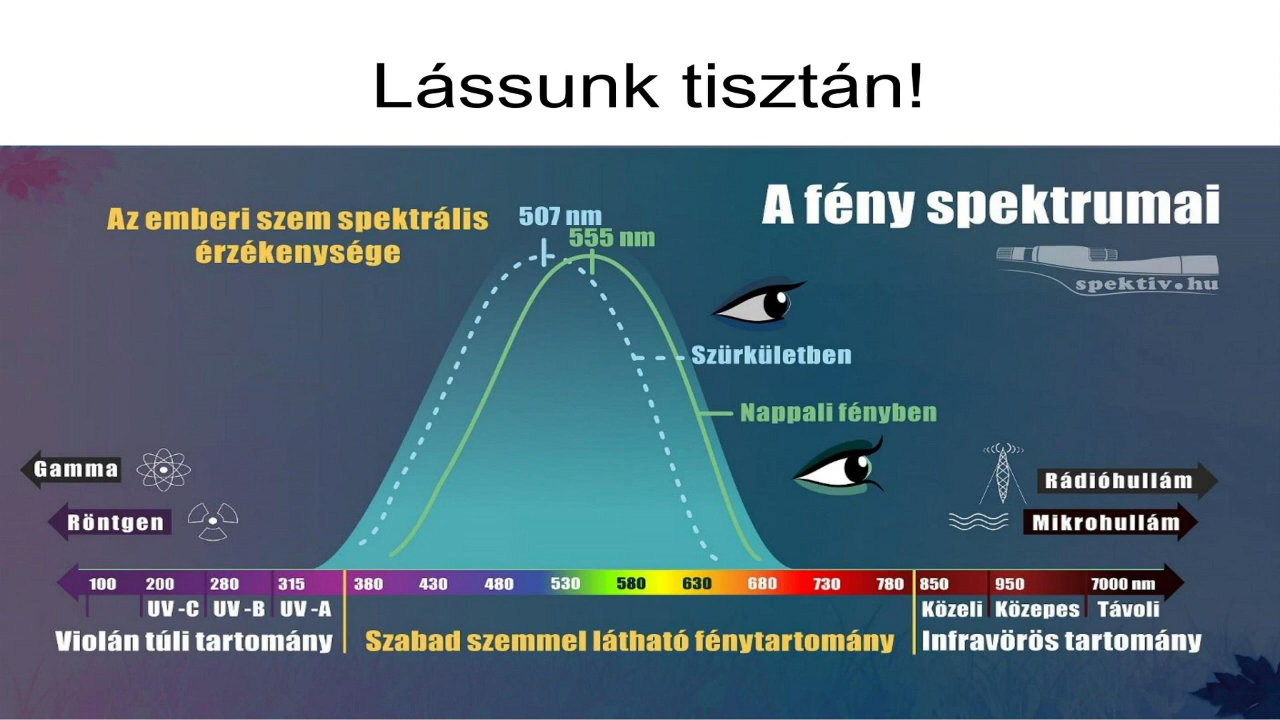 Lássunk tisztán!
A fény spektrumai
spektiv.hu
Az emberi szem spektrális
érzékenysége
507 nm
555 nm
Szürkületben
Nappali fényben
Gamma
Röntgen
Rádióhullám
Mikrohullám
100 200 280 315 380 430 480 530 580 630 680 730 780 850 950 7000 nm
UV -C UV -B UV -A Közeli Közepes Távoli
Violán túli tartomány Szabad szemmel látható fénytartomány Infravörös tartomány